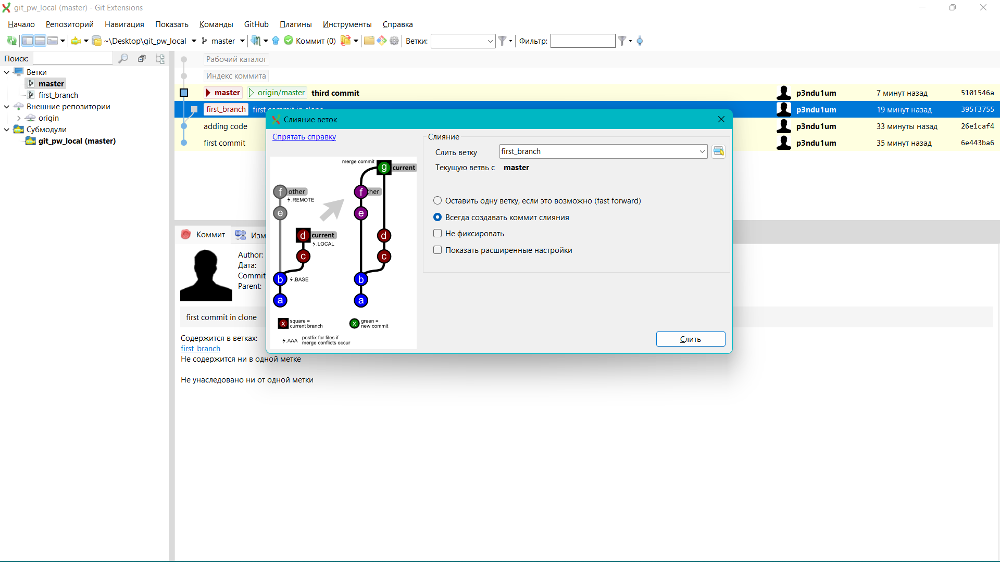 git_pw_local (master) - Git Extensions
Начало Репозиторий Навигация Показать Команды GitHub Плагины Инструменты Справка
~\Desktop\git_pw_local master Коммит (0) Ветки: Фильтр:
Поиск:
Ветки
master
first_branch
Внешние репозитории
origin
Субмодули
git_pw_local (master)
Рабочий каталог
Индекс коммита
master origin/master third commit p3ndu1um 7 минут назад 5101546a
first_branch first commit in clone p3ndu1um 19 минут назад 395f3755
adding code p3ndu1um 33 минуты назад 26e1caf4
first commit p3ndu1um 35 минут назад 6e443ba6
Слияние веток
Спрятать справку
merge commit
g current
f other
.REMOTE
f ther
e
e
d current
.LOCAL
d
c
c
b .BASE
b
a
a
x square =
current branch
x green =
new commit
.AAA postfix for files if
merge conflicts occur
Слияние
Слить ветку first_branch
Текущую ветвь с master
Оставить одну ветку, если это возможно (fast forward)
Всегда создавать коммит слияния
Не фиксировать
Показать расширенные настройки
Слить
Коммит Изм
Author:
Дата:
Commit
Parent:
first commit in clone
Содержится в ветках:
first_branch
Не содержится ни в одной метке
Не унаследовано ни от одной метки